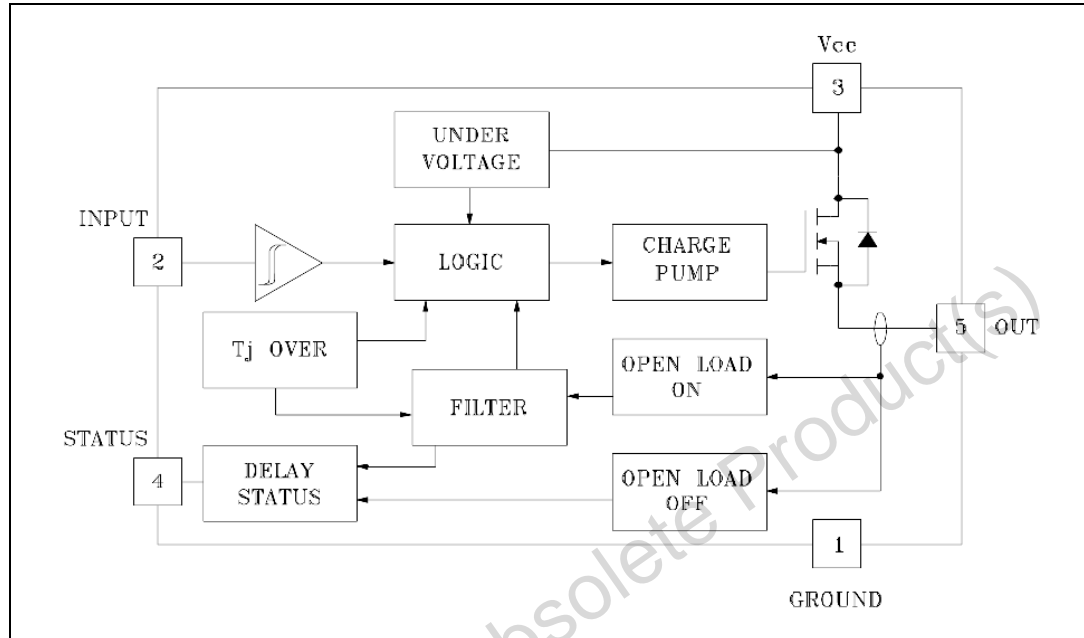 Vcc
3
UNDER
VOLTAGE
INPUT
2
LOGIC
CHARGE
PUMP
Tj OVER
5 OUT
OPEN LOAD
ON
FILTER
STATUS
4
DELAY
STATUS
OPEN LOAD
OFF
1
GROUND
bsolete Product(s)